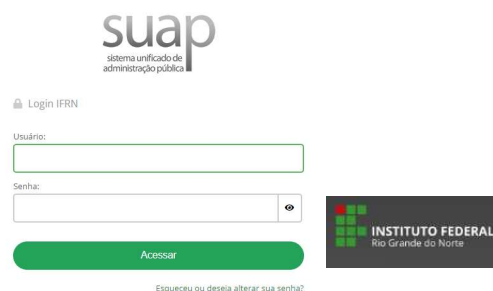 suap
sistema unificado de
administração pública
Login IFRN
Usuário:
Senha:
Acessar
INSTITUTO FEDERAL
Rio Grande do Norte
Esqueceu ou deseja alterar sua senha?